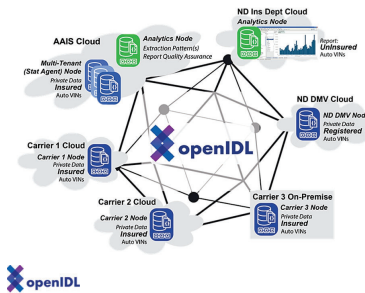 AAIS Cloud
Analytics Node
Extraction Pattern(s)
Report Quality Assurance
Multi-Tenant
(Stat Agent) Node
Private Data
Insured
Auto VINs
ND Ins Dept Cloud
Analytics Node
Report:
Uninsured
Auto VINs
ND DMV Cloud
ND DMV Nod
Private Data
Registered
Auto VINs
openIDL
Carrier 1 Cloud
Carrier 1 Node
Private Data
Insured
Auto VINs
Carrier 2 Cloud
Carrier 2 Node
Private Data
Insured
Auto VINs
Carrier 3 On-Premise
Carrier 3 Node
Private Data
Insured
Auto VINs
openIDL